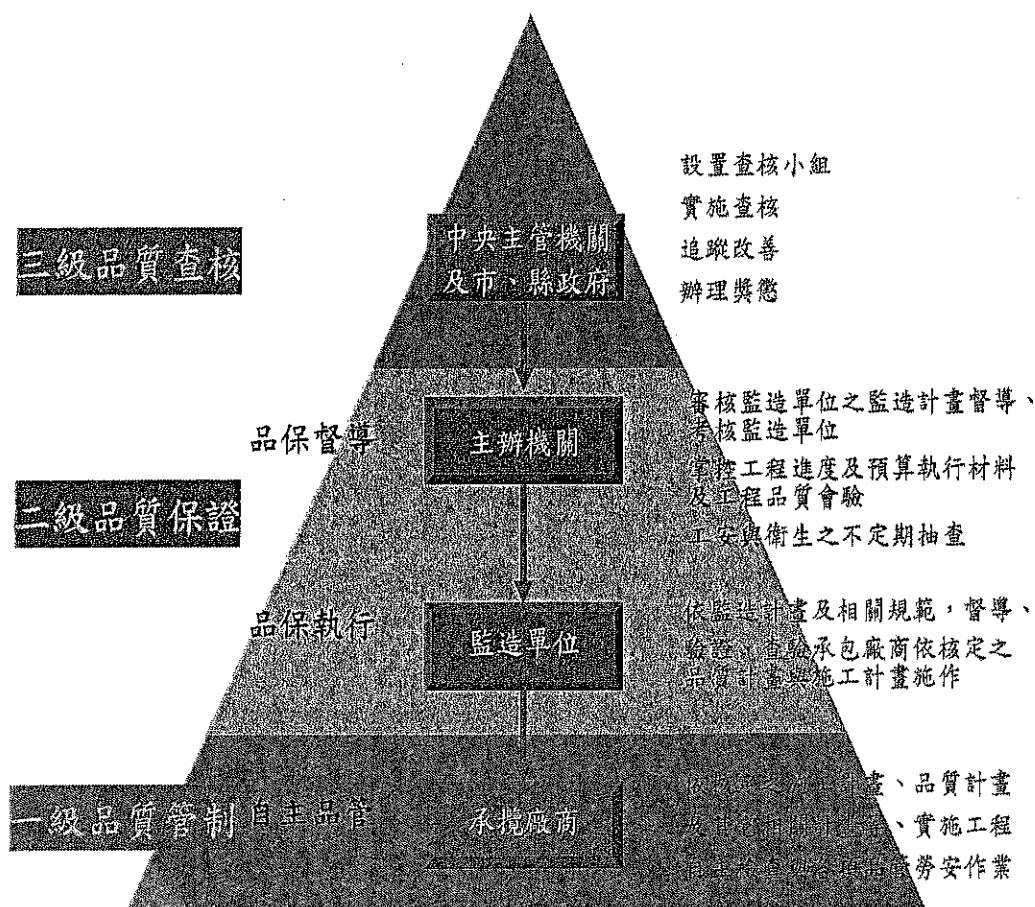 三級品質查核
中央主管機關
及市、縣政府
設置查核小組
實施查核
追蹤改善
辦理獎懲
二級品質保證
品保督導
主辦機關
審核監造單位之監造計畫督導、
考核監造單位
掌控工程進度及預算執行材料
及工程品質會驗
工安與衛生之不定期抽查
品保執行
監造單位
依監造計畫及相關規範，督導、
驗證、查驗承包廠商依核定之
品質計畫與施工計畫施作
一級品質管制
自主品管
承攬廠商
畫、品質計畫
、實施工程
勞安作業